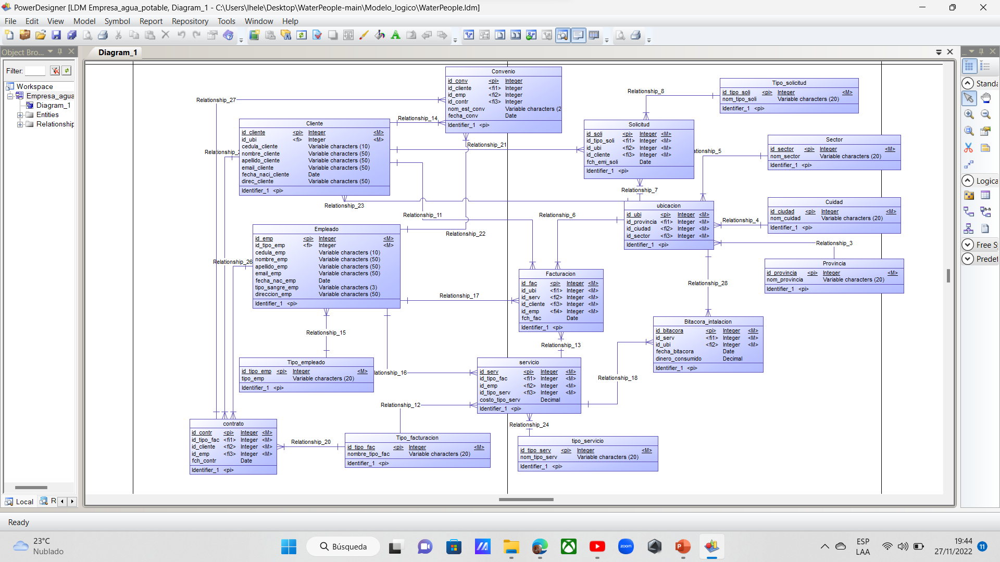 PowerDesigner [LDM Empresa_agua_potable, Diagram_1 - C:\Users\lhele\Desktop\WaterPeople-main\Modelo_logico\WaterPeople.ldm]
File Edit View Model Symbol Report Repository Tools Window Help
Object Bro...
Diagram_1
Filter:
Workspace
Empresa_agua
Diagram_1
Entities
Relationship
Local R
Convenio
id_conv <pi> Integer
id_cliente <fi1> Integer
id_emp <fi2> Integer
id_contr <fi3> Integer
nom_est_conv Variable characters (2
fecha_conv Date
Identifier_1 <pi>
Relationship_27
Relationship_14
Relationship_8
Tipo_solicitud
id_tipo_soli <pi> Integer <M>
nom_tipo_soli Variable characters (20)
Identifier_1 <pi>
Cliente
id_cliente <pi> Integer <M>
id_ubi <fi> Integer <M>
cedula_cliente Variable characters (10)
nombre_cliente Variable characters (50)
apellido_cliente Variable characters (50)
email_cliente Variable characters (50)
fecha_naci_cliente Date
direc_cliente Variable characters (50)
Identifier_1 <pi>
Relationship_2
Relationship_21
Solicitud
id_soli <pi> Integer <M>
id_tipo_soli <fi1> Integer <M>
id_ubi <fi2> Integer <M>
id_cliente <fi3> Integer <M>
fch_emi_soli Date
Identifier_1 <pi>
ationship_5
Sector
id_sector <pi> Integer <M>
nom_sector Variable characters (20)
Identifier_1 <pi>
Relationship_7
Relationship_23
Relationship_11
Relationship_6
ubicacion
id_ubi <pi> Integer <M>
id_provincia <fi1> Integer <M>
id_ciudad <fi2> Integer <M>
id_sector <fi3> Integer <M>
Identifier_1 <pi>
Relationship_4
Cuidad
id_ciudad <pi> Integer <M>
nom_cuidad Variable characters (20)
Identifier_1 <pi>
Relationship_3
Empleado
id_emp <pi> Integer <M>
id_tipo_emp <fi> Integer <M>
cedula_emp Variable characters (10)
nombre_emp Variable characters (50)
apellido_emp Variable characters (50)
email_emp Variable characters (50)
fecha_nac_emp Date
tipo_sangre_emp Variable characters (3)
direccion_emp Variable characters (50)
Identifier_1 <pi>
Relationship_22
Relationship_26
Provincia
id_provincia <pi> Integer <M>
nom_provincia Variable characters (20)
Identifier_1 <pi>
Facturacion
id_fac <pi> Integer <M>
id_ubi <fi1> Integer <M>
id_serv <fi2> Integer <M>
id_cliente <fi3> Integer <M>
id_emp <fi4> Integer <M>
fch_fac Date
Identifier_1 <pi>
Relationship_28
Relationship_17
Relationship_15
Relationship_13
Bitacora_intalacion
id_bitacora <pi> Integer <M>
id_serv <fi1> Integer <M>
id_ubi <fi2> Integer <M>
fecha_bitacora Date
dinero_consumido Decimal
Identifier_1 <pi>
Tipo_empleado
id_tipo_emp <pi> Integer <M>
tipo_emp Variable characters (20)
Identifier_1 <pi>
lationship_16
servicio
id_serv <pi> Integer <M>
id_tipo_fac <fi1> Integer <M>
id_emp <fi2> Integer <M>
id_tipo_serv <fi3> Integer <M>
costo_tipo_serv Decimal
Identifier_1 <pi>
Relationship_18
Relationship_12
Relationship_24
contrato
id_contr <pi> Integer <M>
id_tipo_fac <fi1> Integer <M>
id_cliente <fi2> Integer <M>
id_emp <fi3> Integer <M>
fch_contr Date
Identifier_1 <pi>
Relationship_20
Tipo_facturacion
id_tipo_fac <pi> Integer <M>
nombre_tipo_fac Variable characters (20)
Identifier_1 <pi>
tipo_servicio
id_tipo_serv <pi> Integer <M>
nom_tipo_serv Variable characters (20)
Identifier_1 <pi>
...
Standa
Logica
Free Sy
Predef
Ready
23°C
Nublado
Búsqueda
zoom
ESP
LAA
19:44
27/11/2022
11